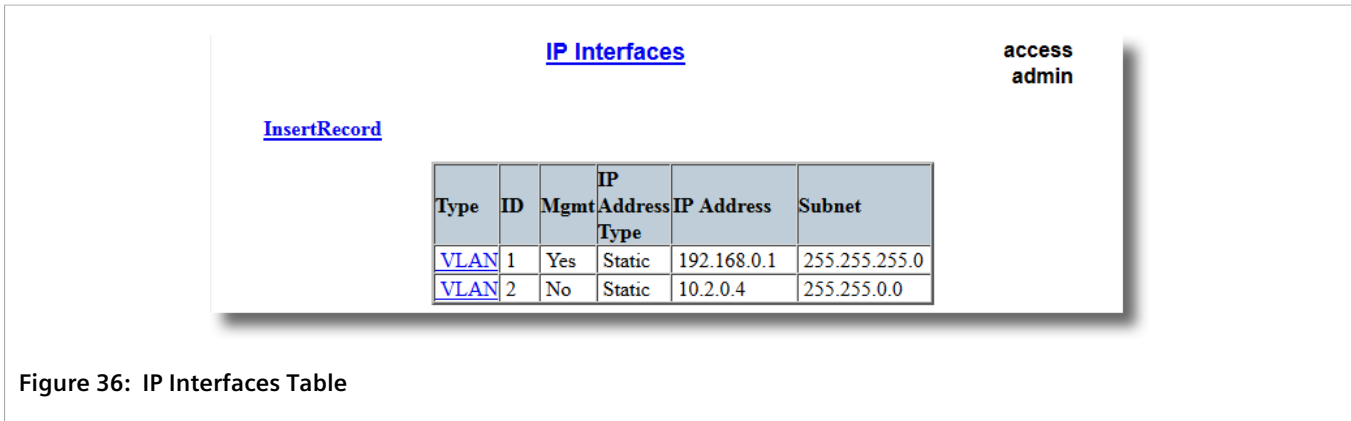 IP Interfaces
access
admin
InsertRecord
Type ID Mgmt IP Address Type IP Address Subnet
VLAN 1 Yes Static 192.168.0.1 255.255.255.0
VLAN 2 No Static 10.2.0.4 255.255.0.0
Figure 36: IP Interfaces Table